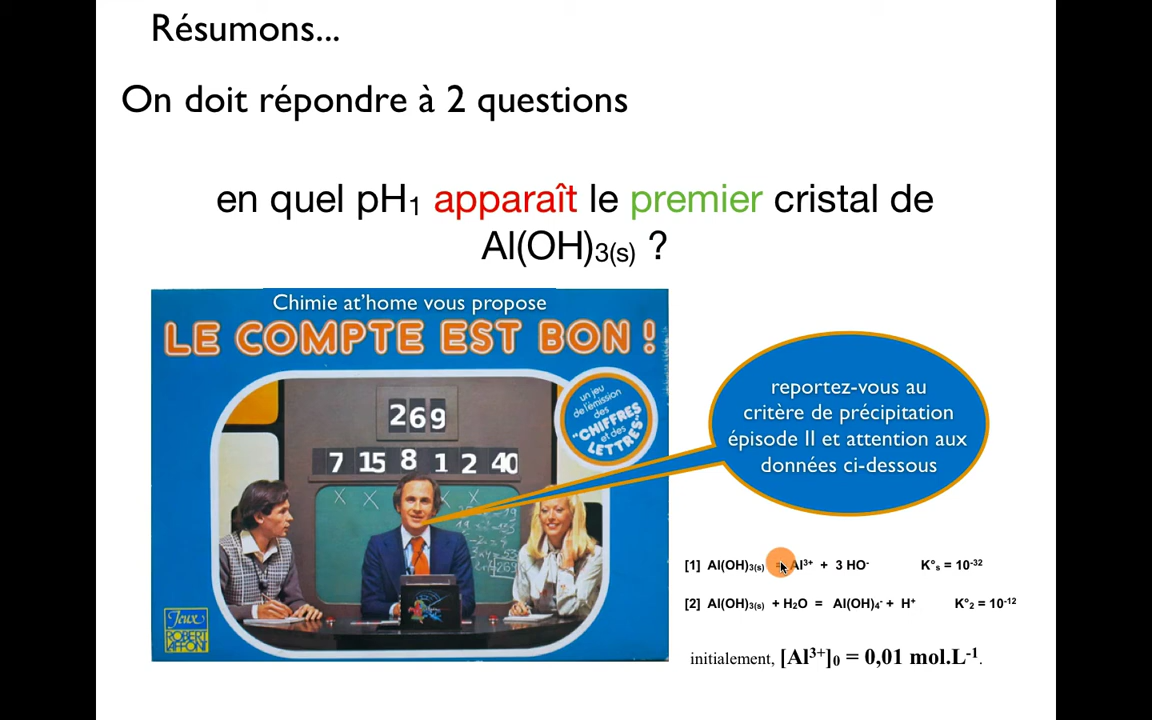 Résumons...
On doit répondre à 2 questions
en quel pH₁ apparaît le premier cristal de
Al(OH)₃₍ₛ₎ ?
Chimie at'home vous propose
LE COMPTE EST BON !
un jeu
de l'émission
des
"CHIFFRES
et des
LETTRES"
269
7 15 8 1 2 40
X X X X
Jeux
ROBERT
LAFFONT
reportez-vous au
critère de précipitation
épisode II et attention aux
données ci-dessous
[1] Al(OH)₃₍ₛ₎ = Al³⁺ + 3 HO⁻ K°ₛ = 10⁻³²
[2] Al(OH)₃₍ₛ₎ + H₂O = Al(OH)₄⁻ + H⁺ K°₂ = 10⁻¹²
initialement, [Al³⁺]₀ = 0,01 mol.L⁻¹.